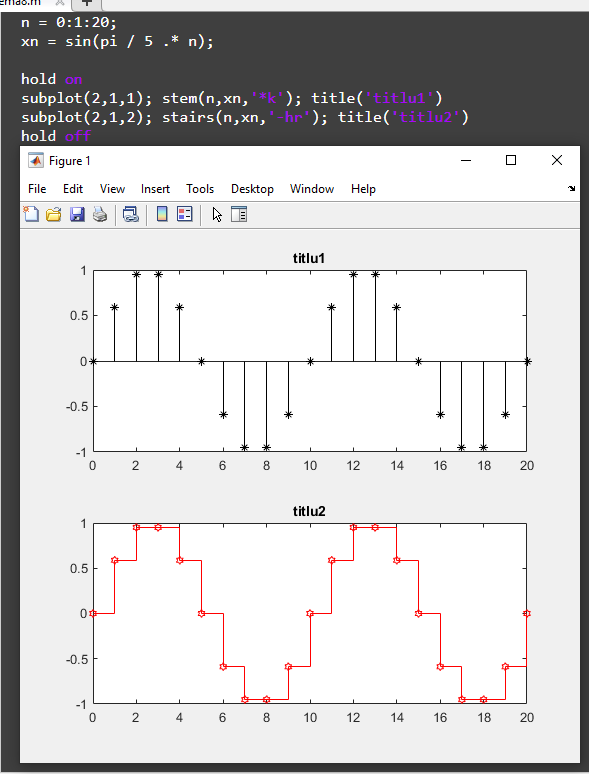 ema8.m
n = 0:1:20;
xn = sin(pi / 5 .* n);
hold on
subplot(2,1,1); stem(n,xn,'*k'); title('titlu1')
subplot(2,1,2); stairs(n,xn,'-hr'); title('titlu2')
hold off
Figure 1
File Edit View Insert Tools Desktop Window Help
titlu1
1
0.5
0
-0.5
-1
0 2 4 6 8 10 12 14 16 18 20
titlu2
1
0.5
0
-0.5
-1
0 2 4 6 8 10 12 14 16 18 20